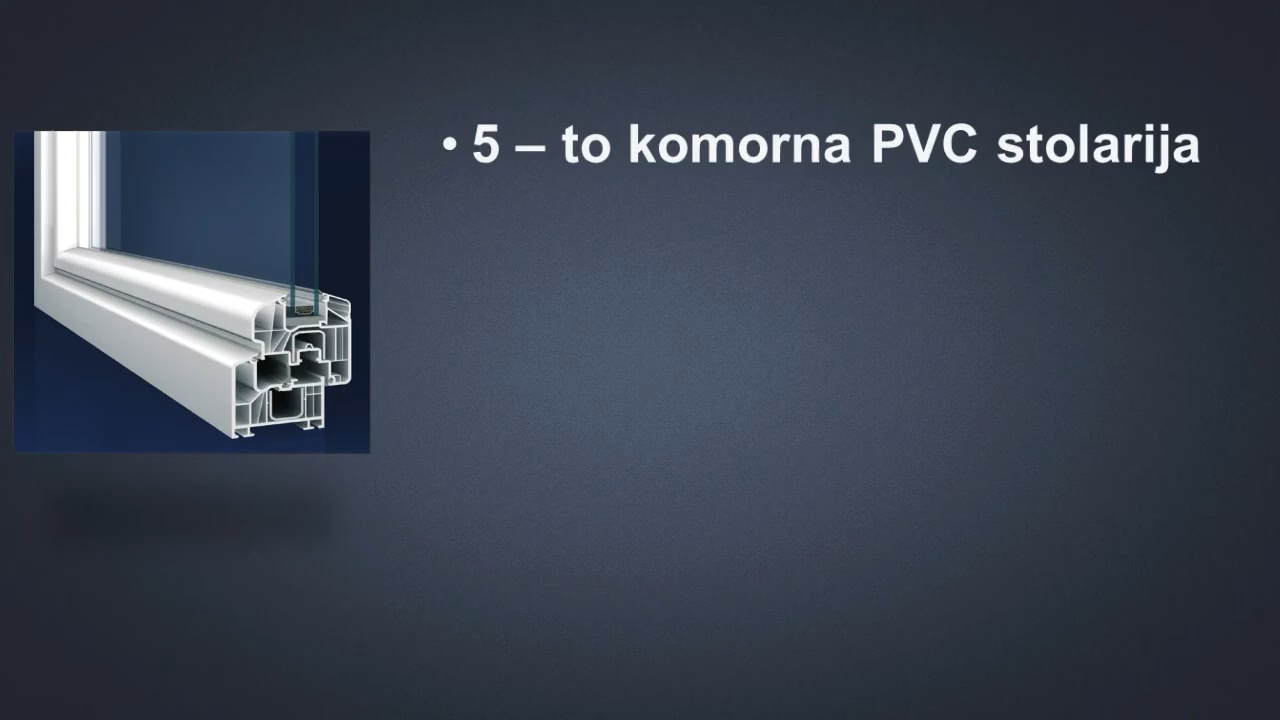 • 5 – to komorna PVC stolarija